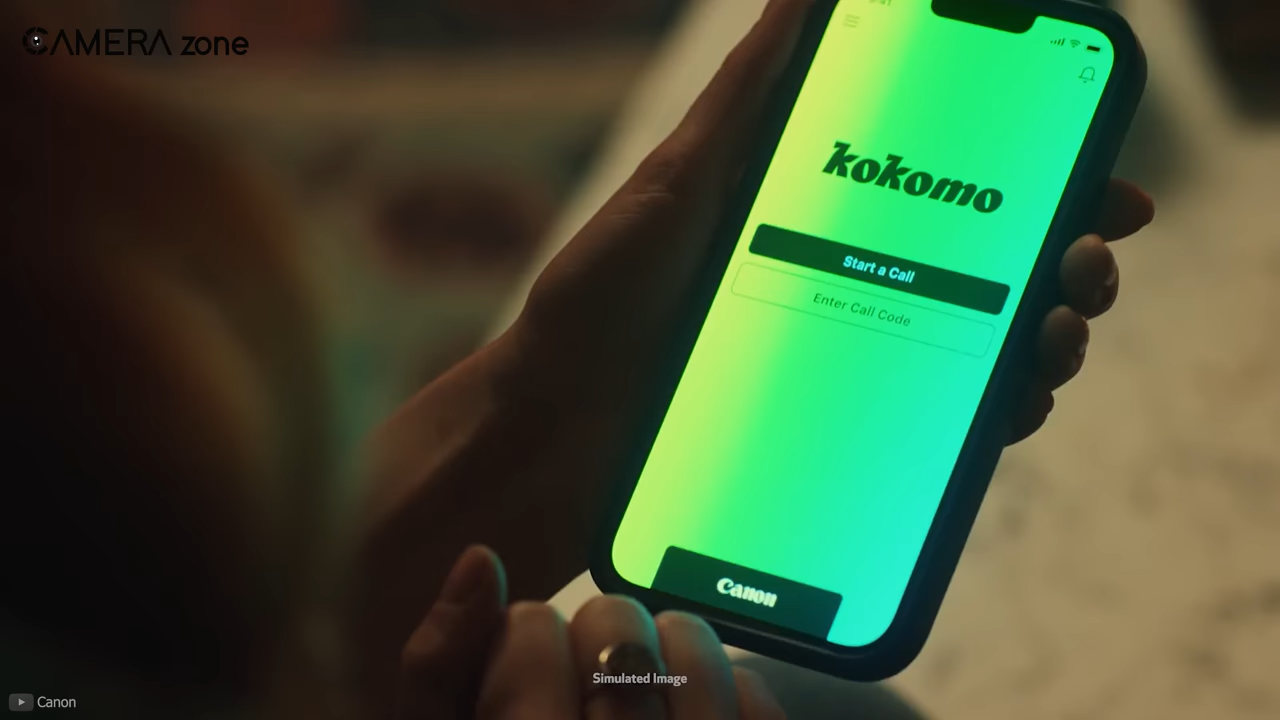 CAMERA zone
kokomo
Start a Call
Enter Call Code
Canon
Simulated Image
Canon